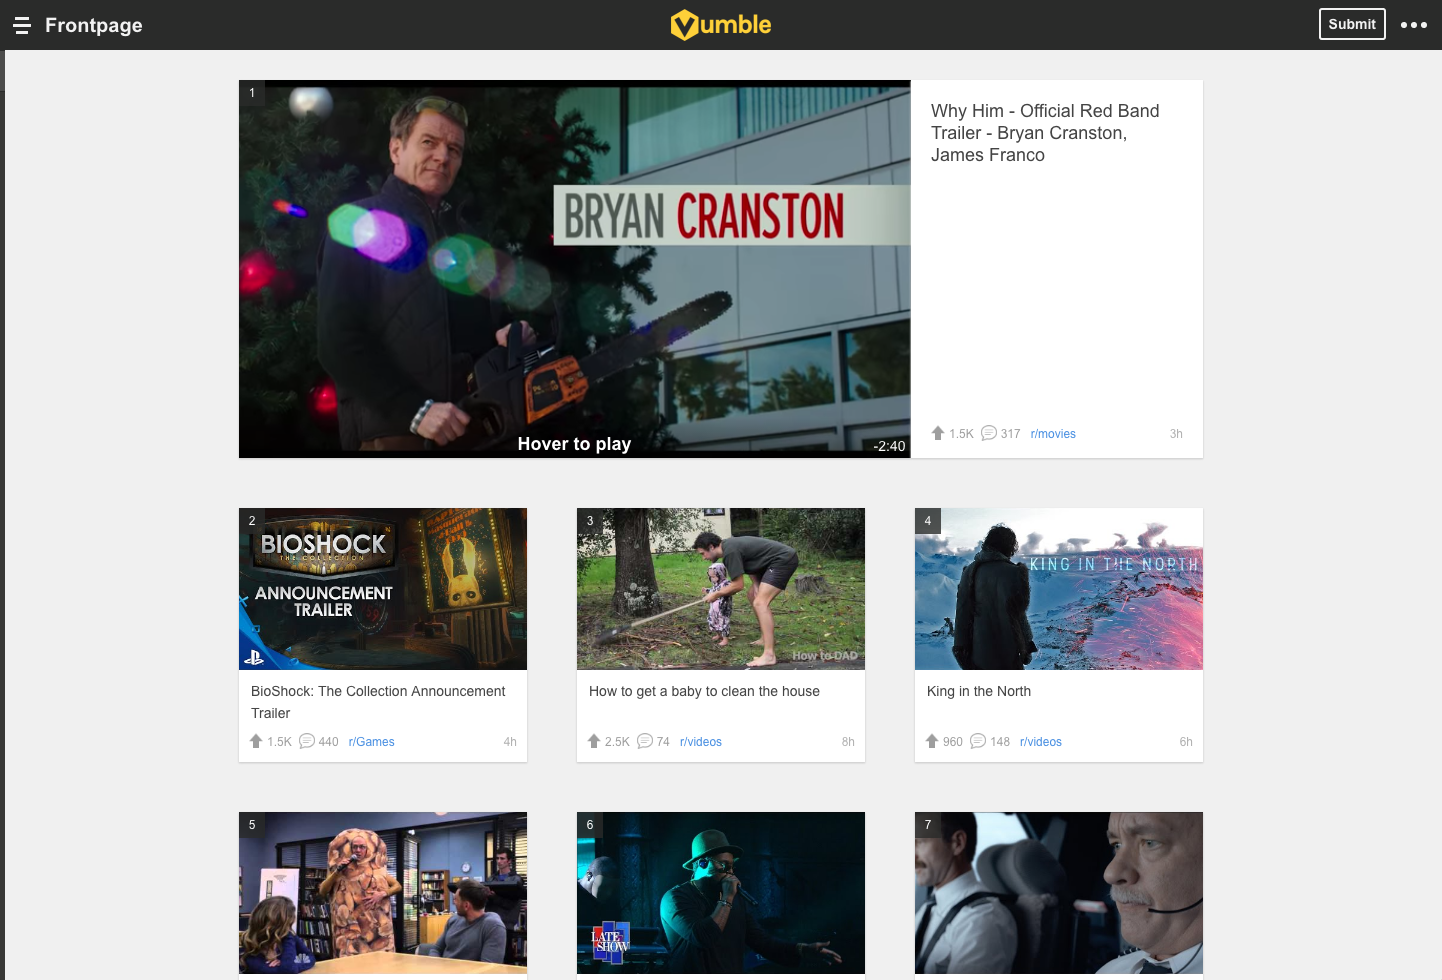 Frontpage
Vumble
Submit
1
BRYAN CRANSTON
Hover to play
-2:40
Why Him - Official Red Band
Trailer - Bryan Cranston,
James Franco
1.5K 317 r/movies 3h
2
BIOSHOCK
THE COLLECTION
ANNOUNCEMENT
TRAILER
BioShock: The Collection Announcement
Trailer
1.5K 440 r/Games 4h
3
How to DAD
How to get a baby to clean the house
2.5K 74 r/videos 8h
4
KING IN THE NORTH
King in the North
960 148 r/videos 6h
5
6
LATE
SHOW
7